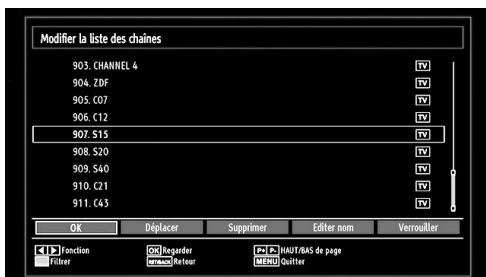 Modifier la liste des chaînes
903. CHANNEL 4 TV
904. ZDF TV
905. C07 TV
906. C12 TV
907. S15 TV
908. S20 TV
909. S40 TV
910. C21 TV
911. C43 TV
OK Déplacer Supprimer Editer nom Verrouiller
Fonction OK Regarder P+ P- HAUT/BAS de page
Filtrer RET/BACK Retour MENU Quitter